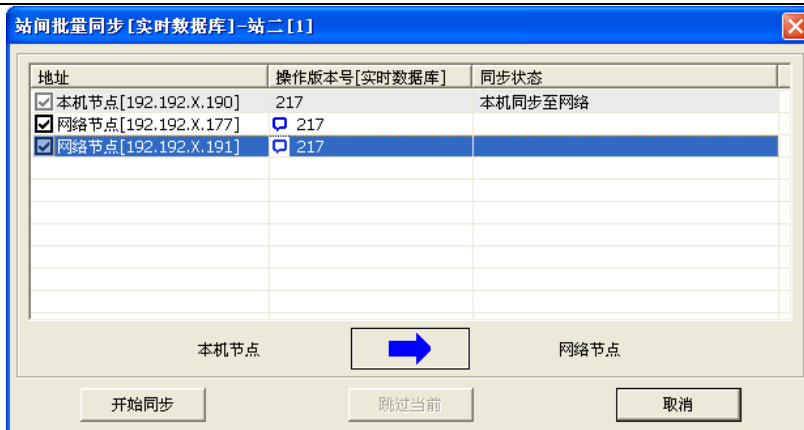 站间批量同步[实时数据库]-站二[1]
地址 操作版本号[实时数据库] 同步状态
本机节点[192.192.X.190] 217 本机同步至网络
网络节点[192.192.X.177] 217
网络节点[192.192.X.191] 217
本机节点 网络节点
开始同步 跳过当前 取消